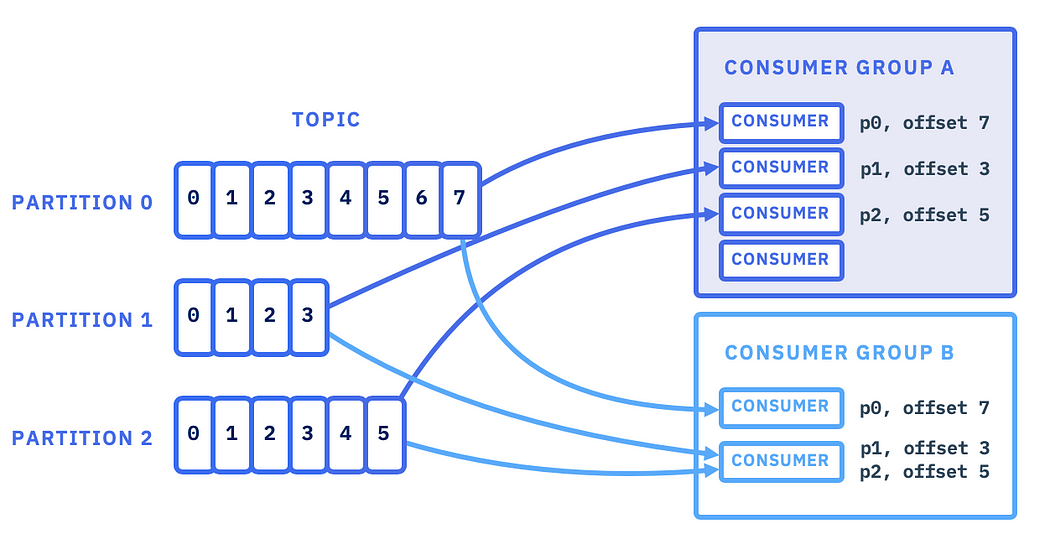 TOPIC
PARTITION 0
0 1 2 3 4 5 6 7
PARTITION 1
0 1 2 3
PARTITION 2
0 1 2 3 4 5
CONSUMER GROUP A
CONSUMER p0, offset 7
CONSUMER p1, offset 3
CONSUMER p2, offset 5
CONSUMER
CONSUMER GROUP B
CONSUMER p0, offset 7
CONSUMER p1, offset 3
p2, offset 5